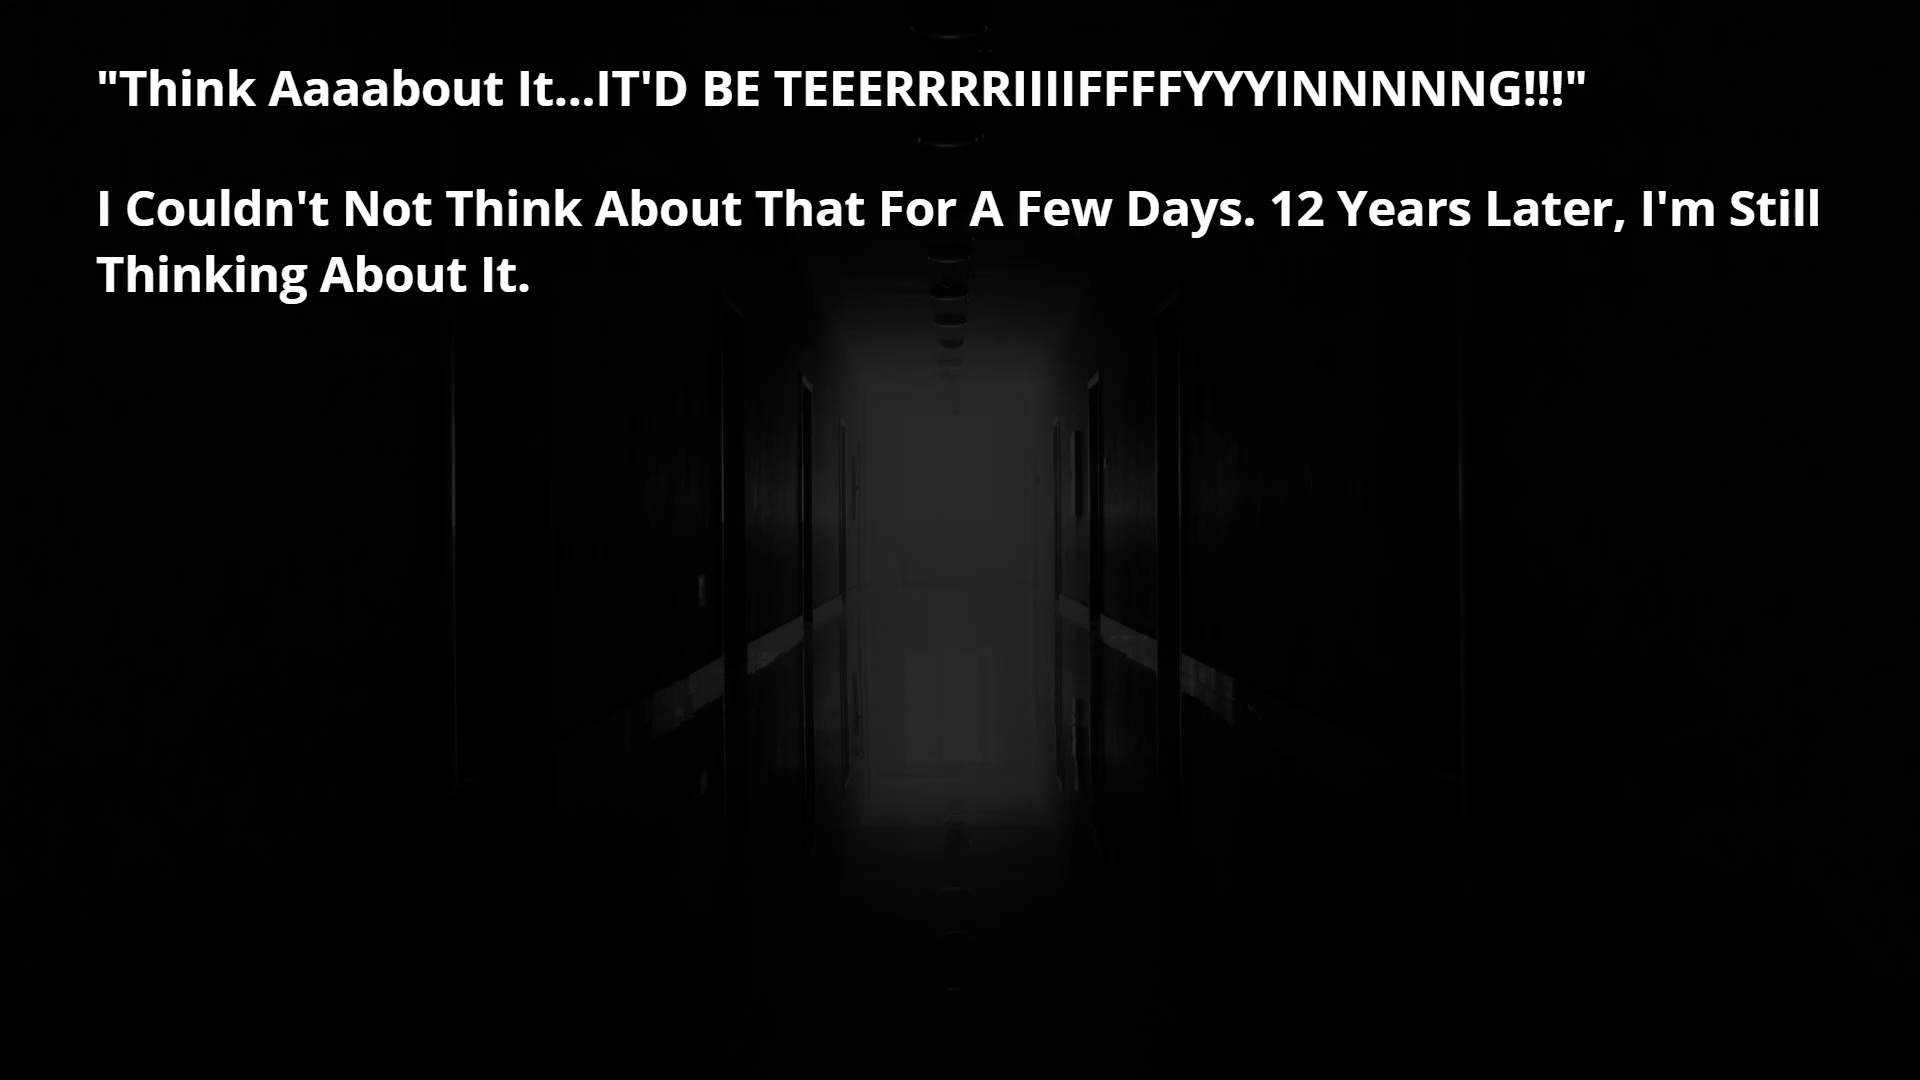 "Think Aaaabout It...IT'D BE TEEERRRRIIIIFFFFYYYINNNNNG!!!"
I Couldn't Not Think About That For A Few Days. 12 Years Later, I'm Still
Thinking About It.